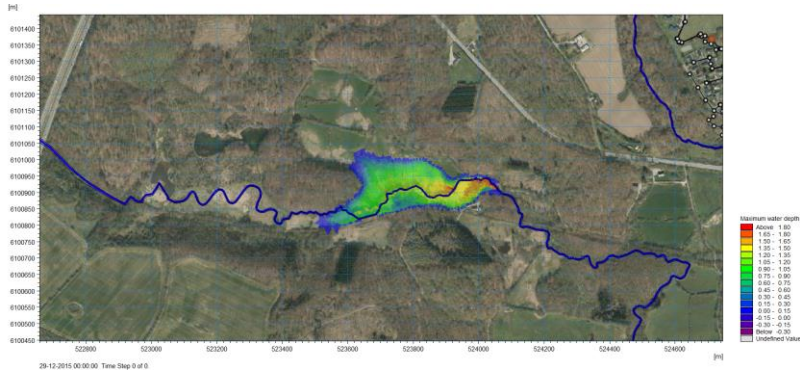 [m]
6101400
6101350
6101300
6101250
6101200
6101150
6101100
6101050
6101000
6100950
6100900
6100850
6100800
6100750
6100700
6100650
6100600
6100550
6100500
6100450
522800 523000 523200 523400 523600 523800 524000 524200 524400 524600
[m]
29-12-2015 00:00:00 Time Step 0 of 0.
Maximum water depth
Above 1.80
1.65 - 1.80
1.50 - 1.65
1.35 - 1.50
1.20 - 1.35
1.05 - 1.20
0.90 - 1.05
0.75 - 0.90
0.60 - 0.75
0.45 - 0.60
0.30 - 0.45
0.15 - 0.30
0.00 - 0.15
-0.15 - 0.00
-0.30 - -0.15
Below -0.30
Undefined Value